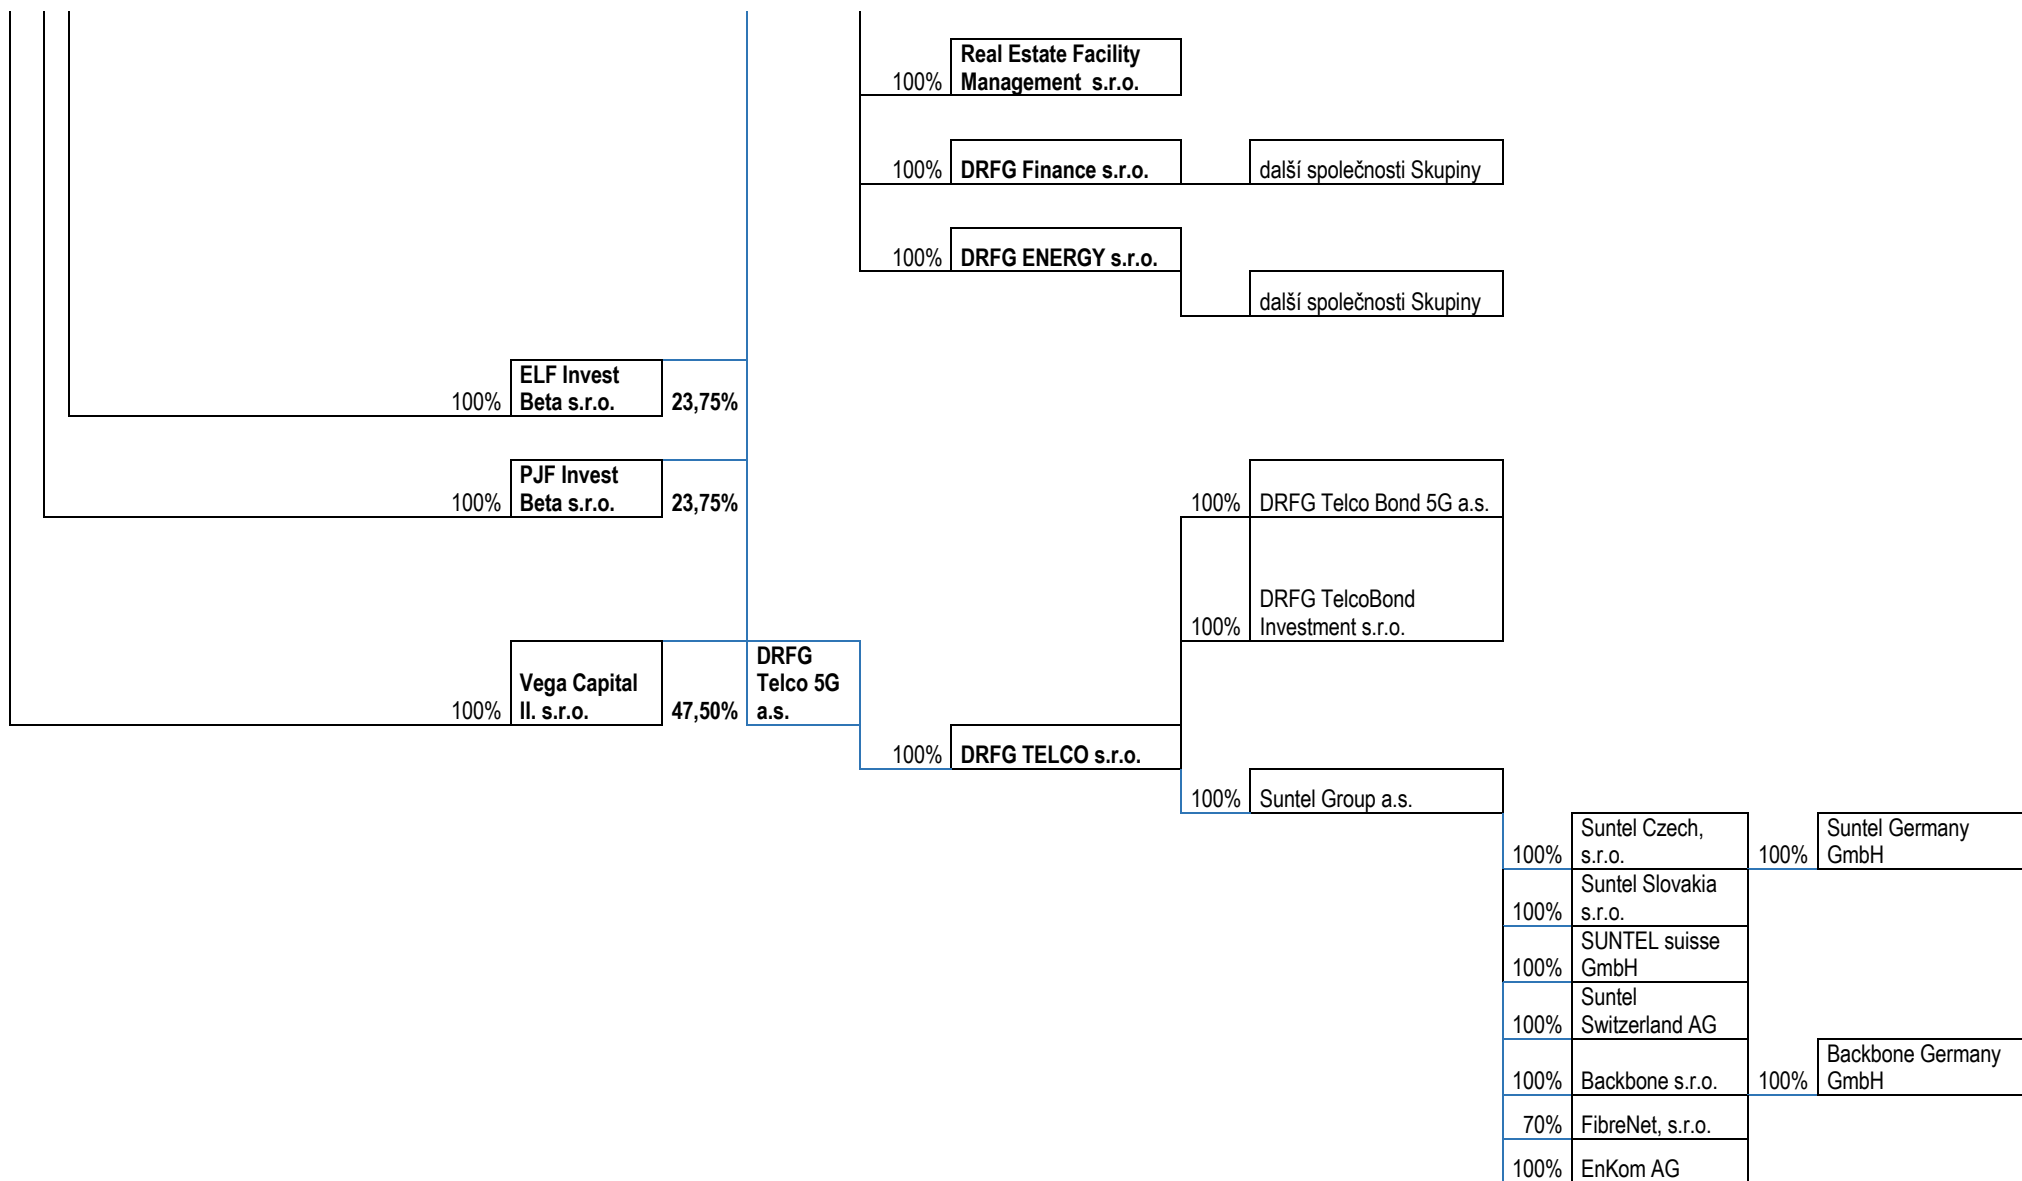 Real Estate Facility
100% Management s.r.o.
100% DRFG Finance s.r.o. další společnosti Skupiny
100% DRFG ENERGY s.r.o.
další společnosti Skupiny
ELF Invest
100% Beta s.r.o. 23,75%
PJF Invest
100% Beta s.r.o. 23,75% 100% DRFG Telco Bond 5G a.s.
DRFG TelcoBond
100% Investment s.r.o.
DRFG
Vega Capital Telco 5G
100% II. s.r.o. 47,50% a.s.
100% DRFG TELCO s.r.o.
100% Suntel Group a.s.
Suntel Czech, Suntel Germany
100% s.r.o. 100% GmbH
Suntel Slovakia
100% s.r.o.
SUNTEL suisse
100% GmbH
Suntel
100% Switzerland AG
Backbone Germany
100% Backbone s.r.o. 100% GmbH
70% FibreNet, s.r.o.
100% EnKom AG